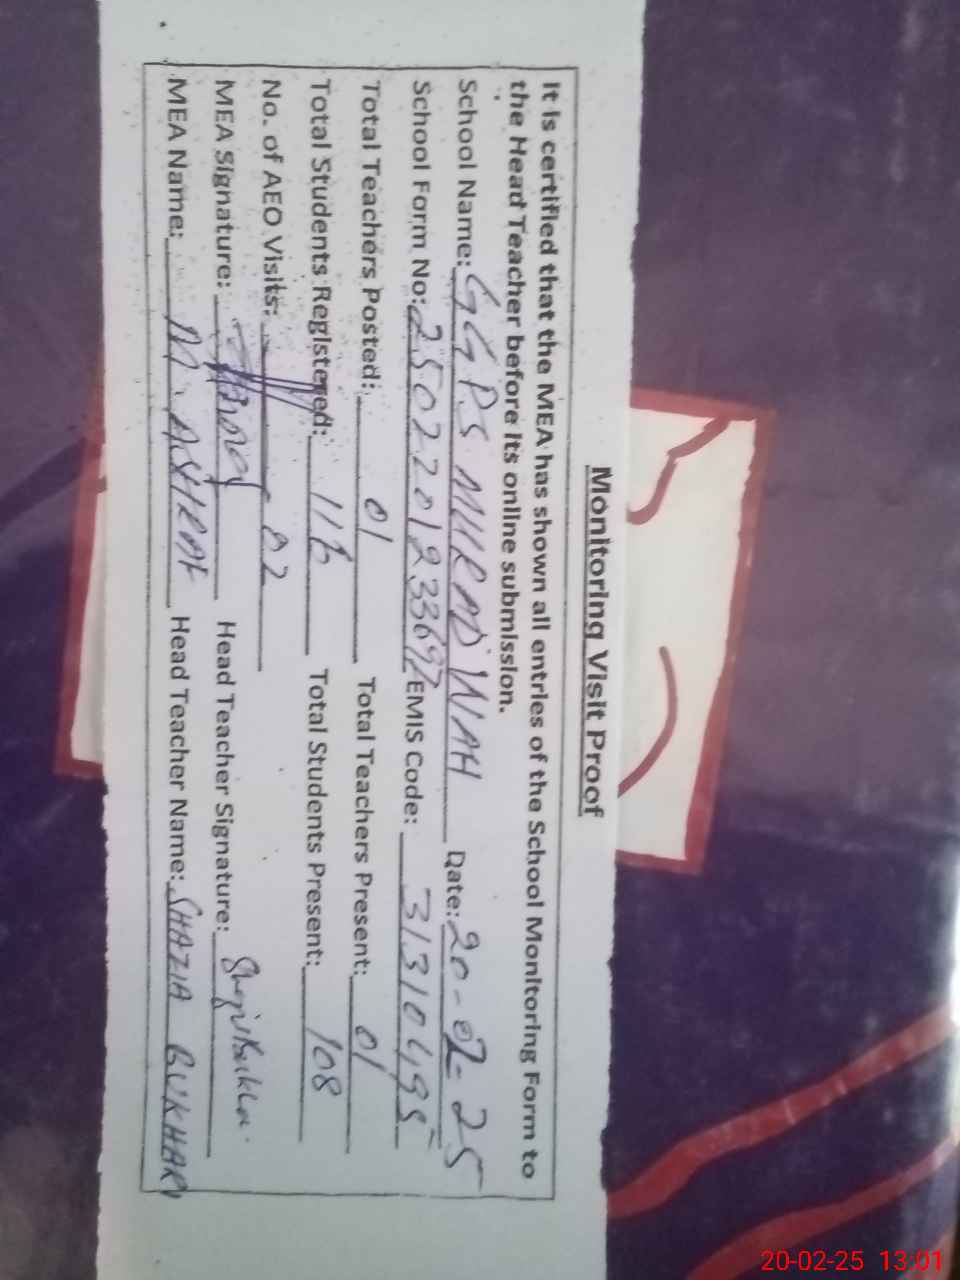 Monitoring Visit Proof
It is certified that the MEA has shown all entries of the School Monitoring Form to
the Head Teacher before its online submission.
School Name: GGPS MURAD WAH Date: 20-02-25
School Form No: 2502201233697 EMIS Code: 31310495
Total Teachers Posted: 01 Total Teachers Present: 01
Total Students Registered: 116 Total Students Present: 108
No. of AEO Visits: 02
MEA Signature: Head Teacher Signature:
MEA Name: M. ASHRAF Head Teacher Name: SHAZIA BUKHARI
20-02-25 13:01